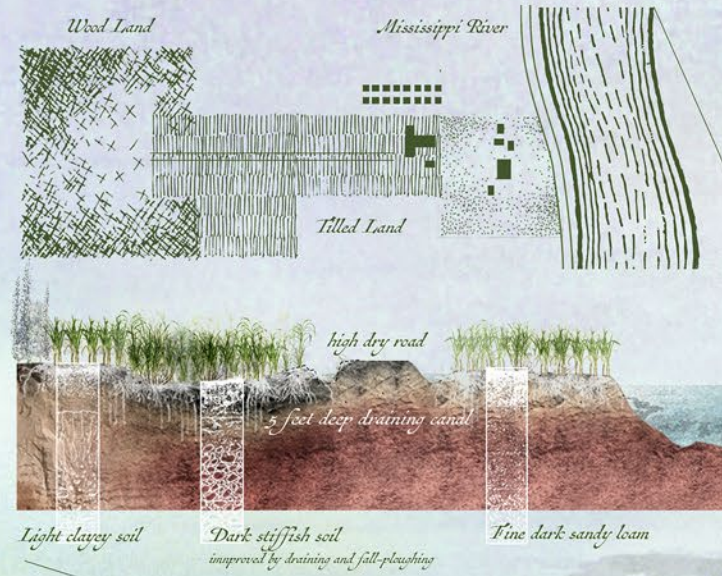 Wood Land
Mississippi River
Tilled Land
high dry road
5 feet deep draining canal
Light clayey soil
Dark stiffish soil
Fine dark sandy loam
innproved by draining and fall-ploughing